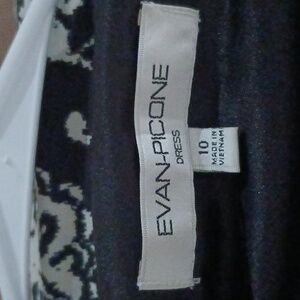 EVAN-PICONE
DRESS
10
MADE IN
VIETNAM